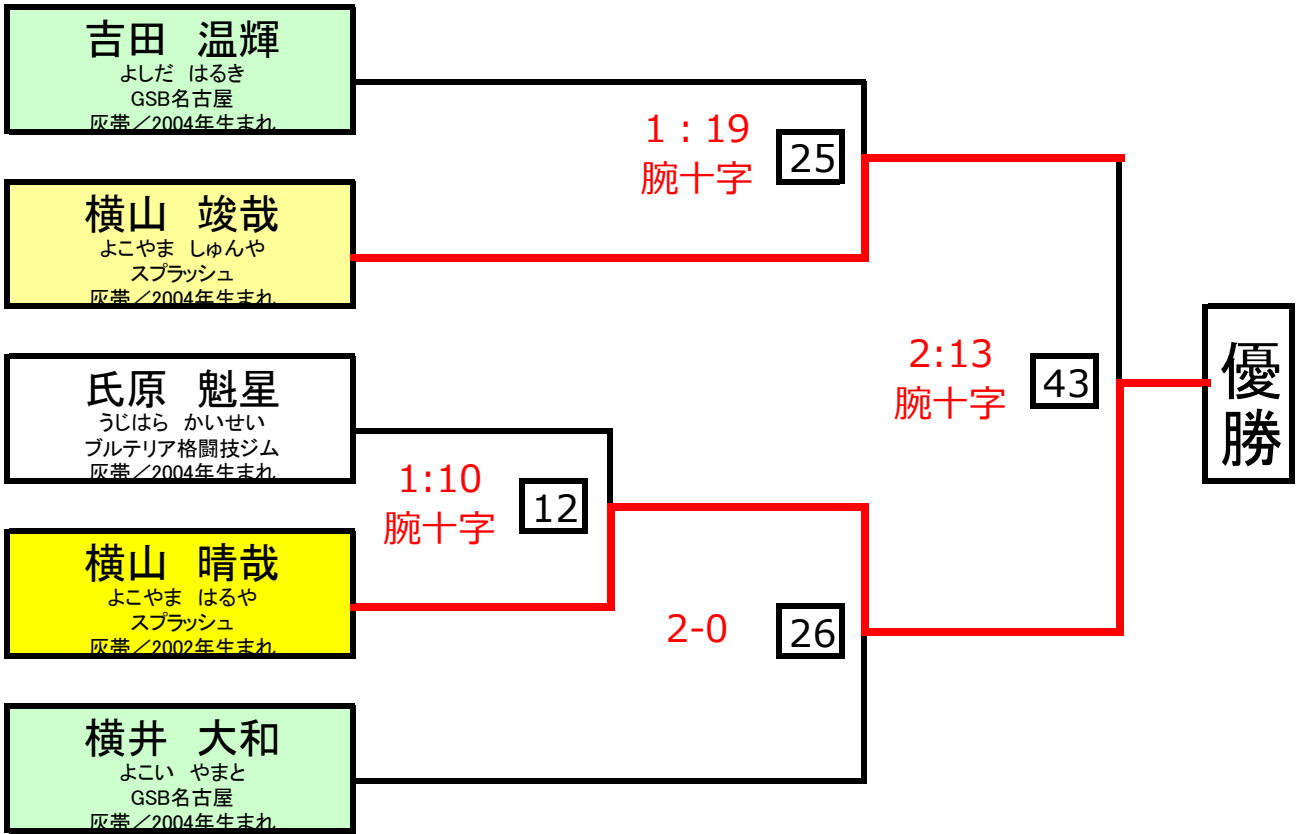 吉田　温輝
よしだ　はるき
GSB名古屋
灰帯／2004年生まれ
横山　竣哉
よこやま　しゅんや
スプラッシュ
灰帯／2004年生まれ
氏原　魁星
うじはら　かいせい
ブルテリア格闘技ジム
灰帯／2004年生まれ
横山　晴哉
よこやま　はるや
スプラッシュ
灰帯／2002年生まれ
横井　大和
よこい　やまと
GSB名古屋
灰帯／2004年生まれ
1:10
腕十字
12
1：19
腕十字
25
2-0
26
2:13
腕十字
43
優勝